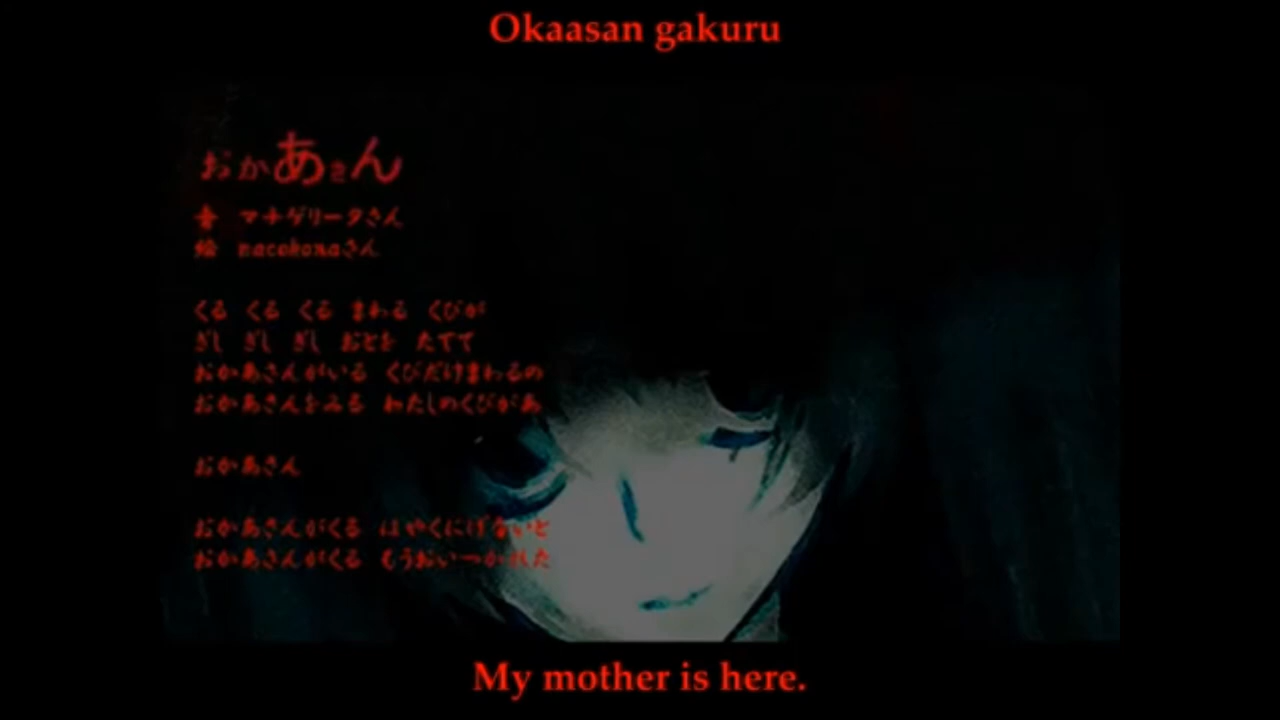 Okaasan gakuru
おかあさん
音 マチゲリータさん
絵 nacokonaさん
くる くる くる まわる くびが
ぎし ぎし ぎし おとを たてて
おかあさんがいる くびだけまわるの
おかあさんをみる わたしのくびがあ
おかあさん
おかあさんがくる はやくにげないと
おかあさんがくる もうおいつかれた
My mother is here.